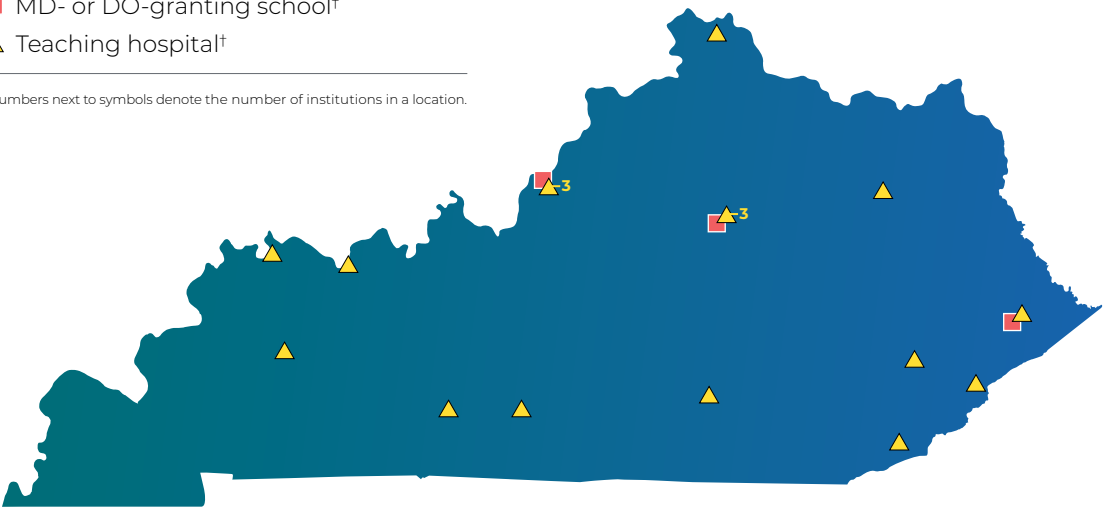 MD- or DO-granting school†
Teaching hospital†
umbers next to symbols denote the number of institutions in a location.
3
3